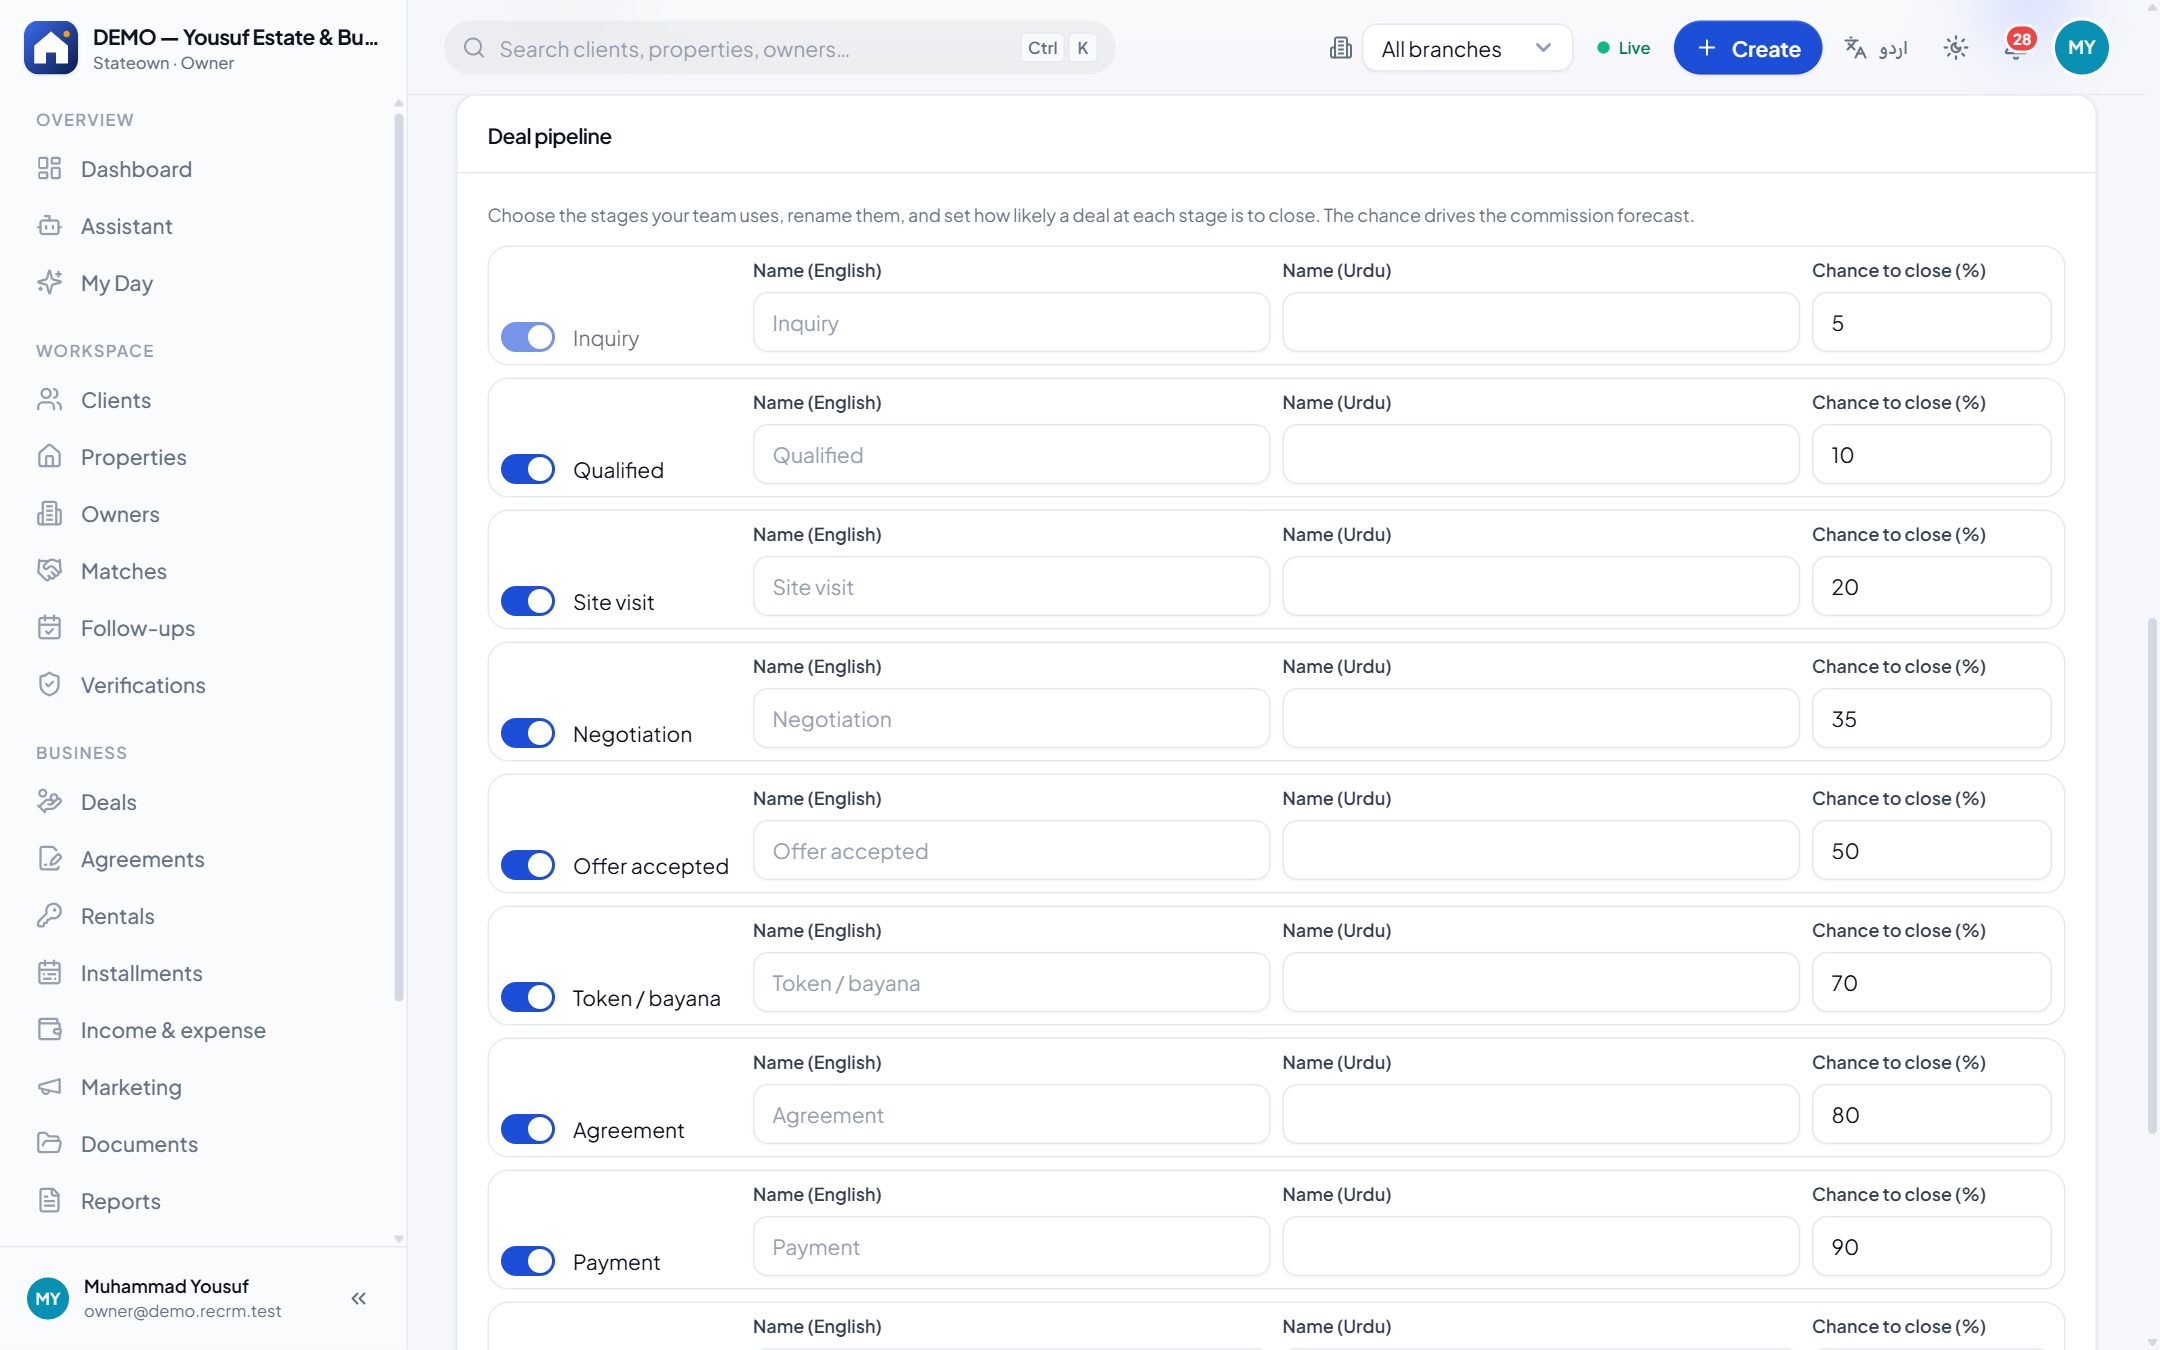 DEMO — Yousuf Estate & Bu...
Stateown · Owner
Search clients, properties, owners...
Ctrl K
All branches
Live
+ Create
اردو
28
MY
OVERVIEW
Dashboard
Assistant
My Day
WORKSPACE
Clients
Properties
Owners
Matches
Follow-ups
Verifications
BUSINESS
Deals
Agreements
Rentals
Installments
Income & expense
Marketing
Documents
Reports
MY
Muhammad Yousuf
owner@demo.recrm.test
Deal pipeline
Choose the stages your team uses, rename them, and set how likely a deal at each stage is to close. The chance drives the commission forecast.
Name (English) Name (Urdu) Chance to close (%)
Inquiry Inquiry 5
Name (English) Name (Urdu) Chance to close (%)
Qualified Qualified 10
Name (English) Name (Urdu) Chance to close (%)
Site visit Site visit 20
Name (English) Name (Urdu) Chance to close (%)
Negotiation Negotiation 35
Name (English) Name (Urdu) Chance to close (%)
Offer accepted Offer accepted 50
Name (English) Name (Urdu) Chance to close (%)
Token / bayana Token / bayana 70
Name (English) Name (Urdu) Chance to close (%)
Agreement Agreement 80
Name (English) Name (Urdu) Chance to close (%)
Payment Payment 90
Name (English) Name (Urdu) Chance to close (%)